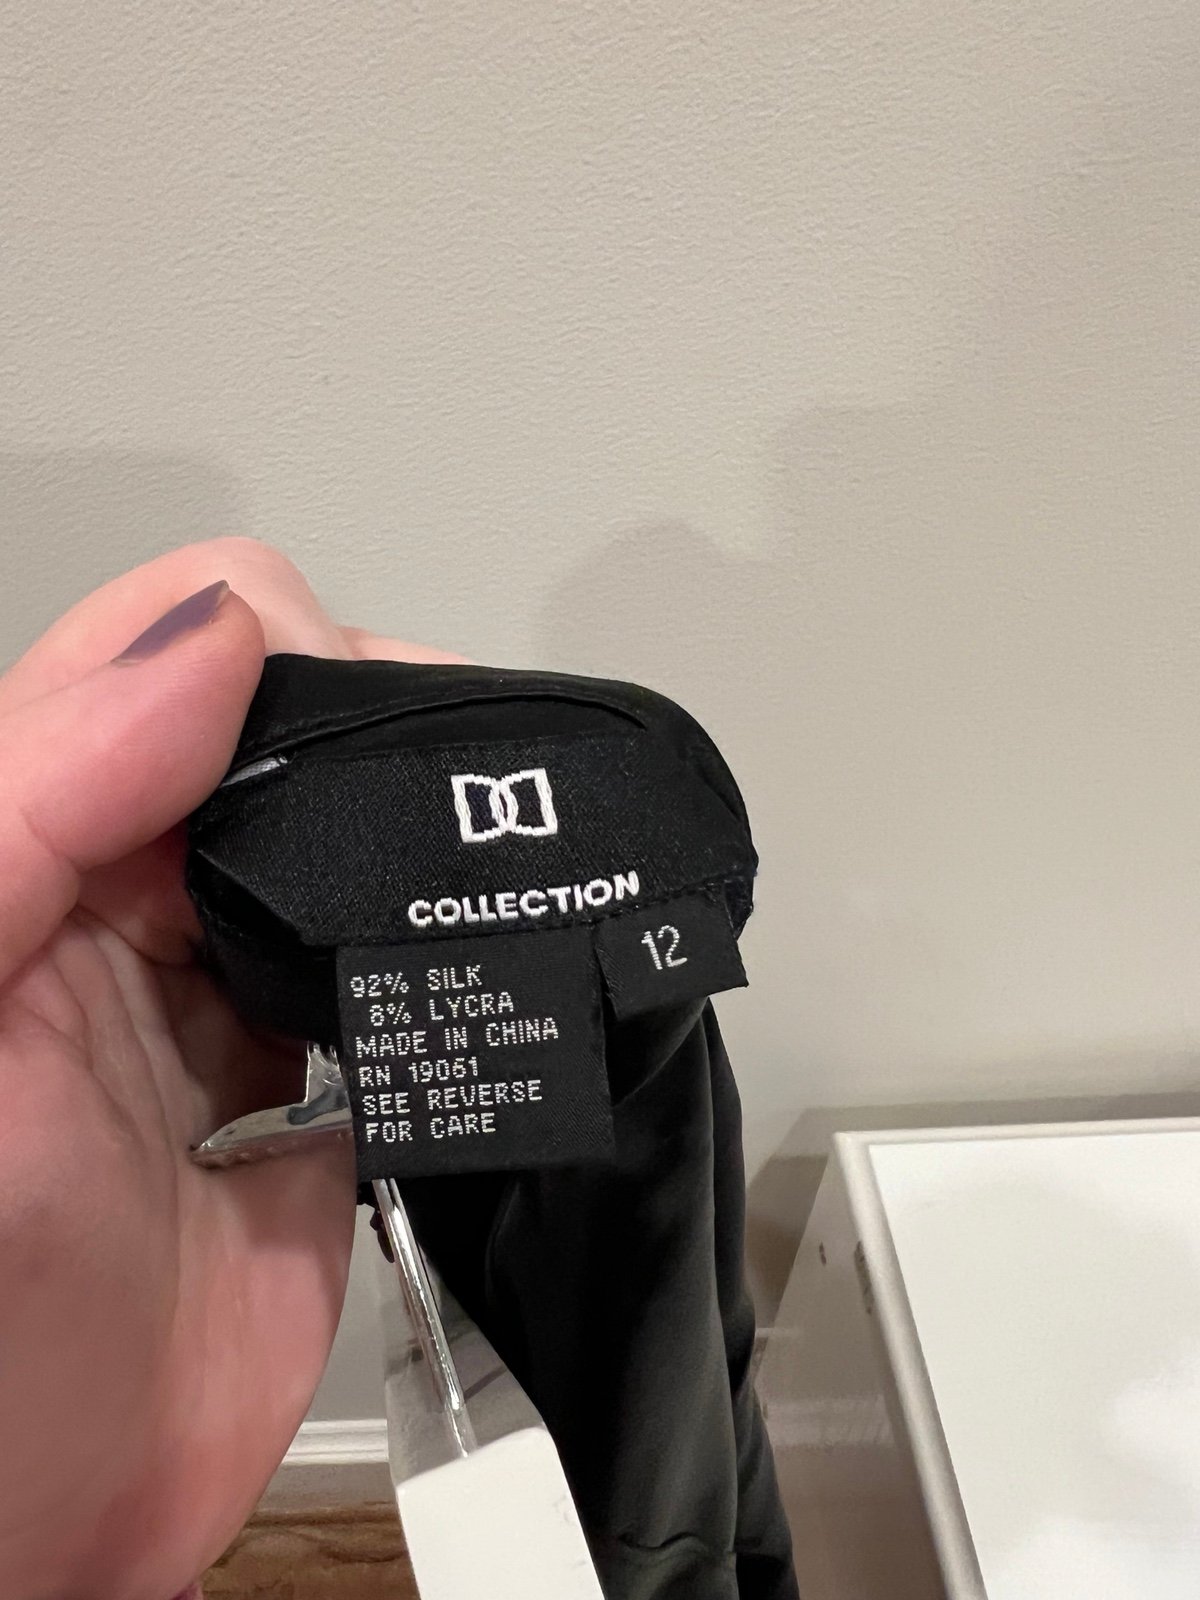 COLLECTION
12
92% SILK
8% LYCRA
MADE IN CHINA
RN 19061
SEE REVERSE
FOR CARE